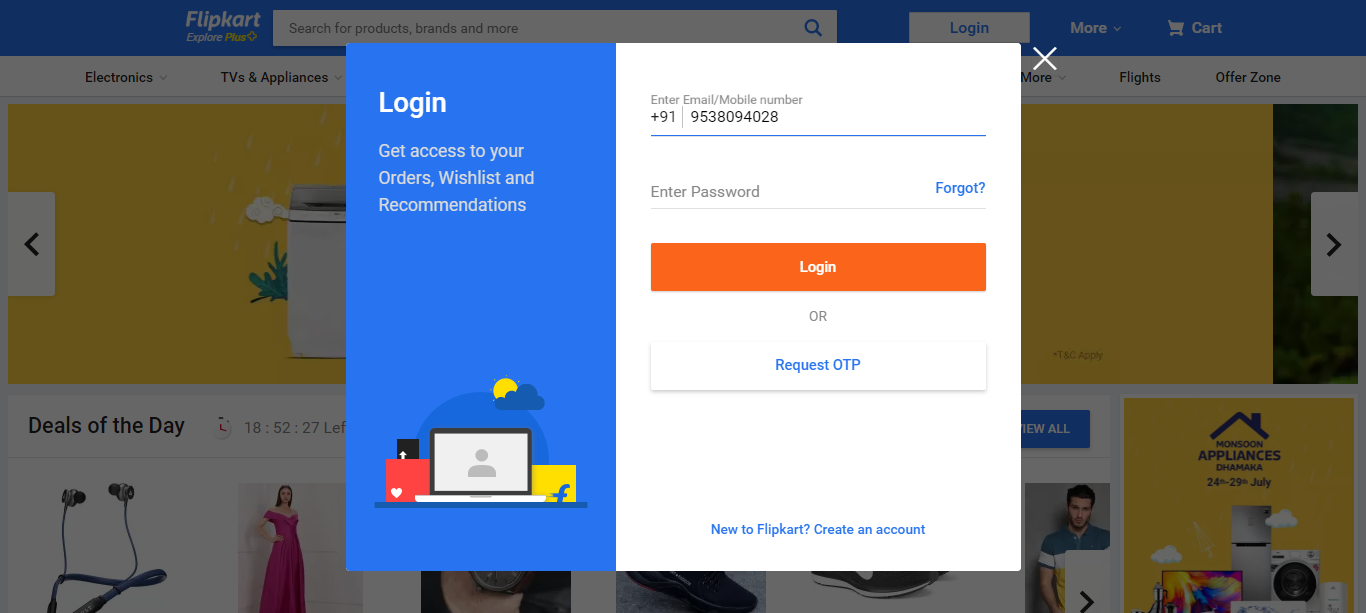 Flipkart
Explore Plus
Search for products, brands and more
Login
More
Cart
Electronics
TVs & Appliances
More
Flights
Offer Zone
Login
Get access to your
Orders, Wishlist and
Recommendations
Enter Email/Mobile number
+91 9538094028
Enter Password
Forgot?
Login
OR
Request OTP
New to Flipkart? Create an account
*T&C Apply
Deals of the Day
18 : 52 : 27 Lef
VIEW ALL
MONSOON
APPLIANCES
DHAMAKA
24th-29th July